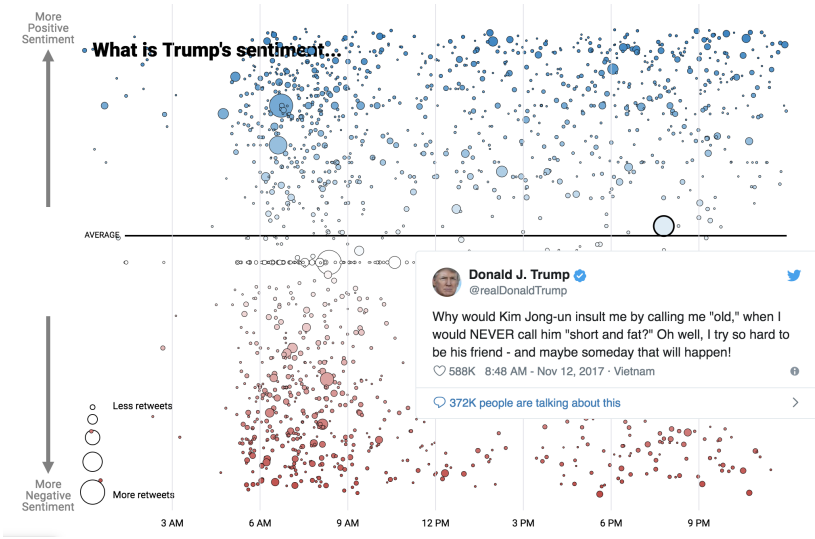 More
Positive
Sentiment
What is Trump's sentiment...
AVERAGE
Donald J. Trump
@realDonaldTrump
Why would Kim Jong-un insult me by calling me "old," when I
would NEVER call him "short and fat?" Oh well, I try so hard to
be his friend - and maybe someday that will happen!
588K 8:48 AM - Nov 12, 2017 · Vietnam
372K people are talking about this
Less retweets
More retweets
More
Negative
Sentiment
3 AM 6 AM 9 AM 12 PM 3 PM 6 PM 9 PM